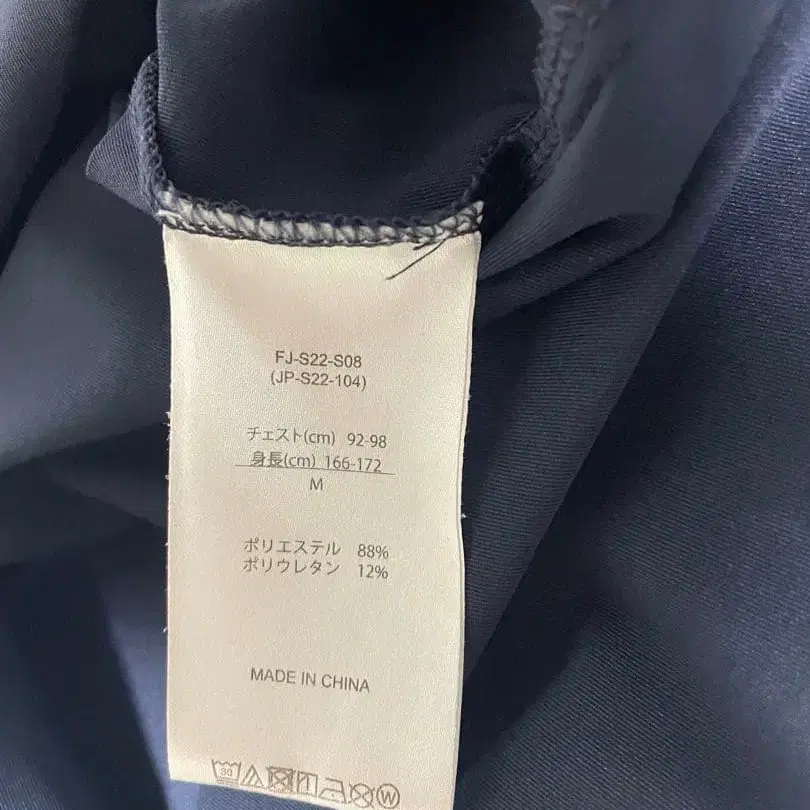 FJ-S22-S08
(JP-S22-104)
チェスト(cm) 92-98
身長(cm) 166-172
M
ポリエステル 88%
ポリウレタン 12%
MADE IN CHINA
30
W